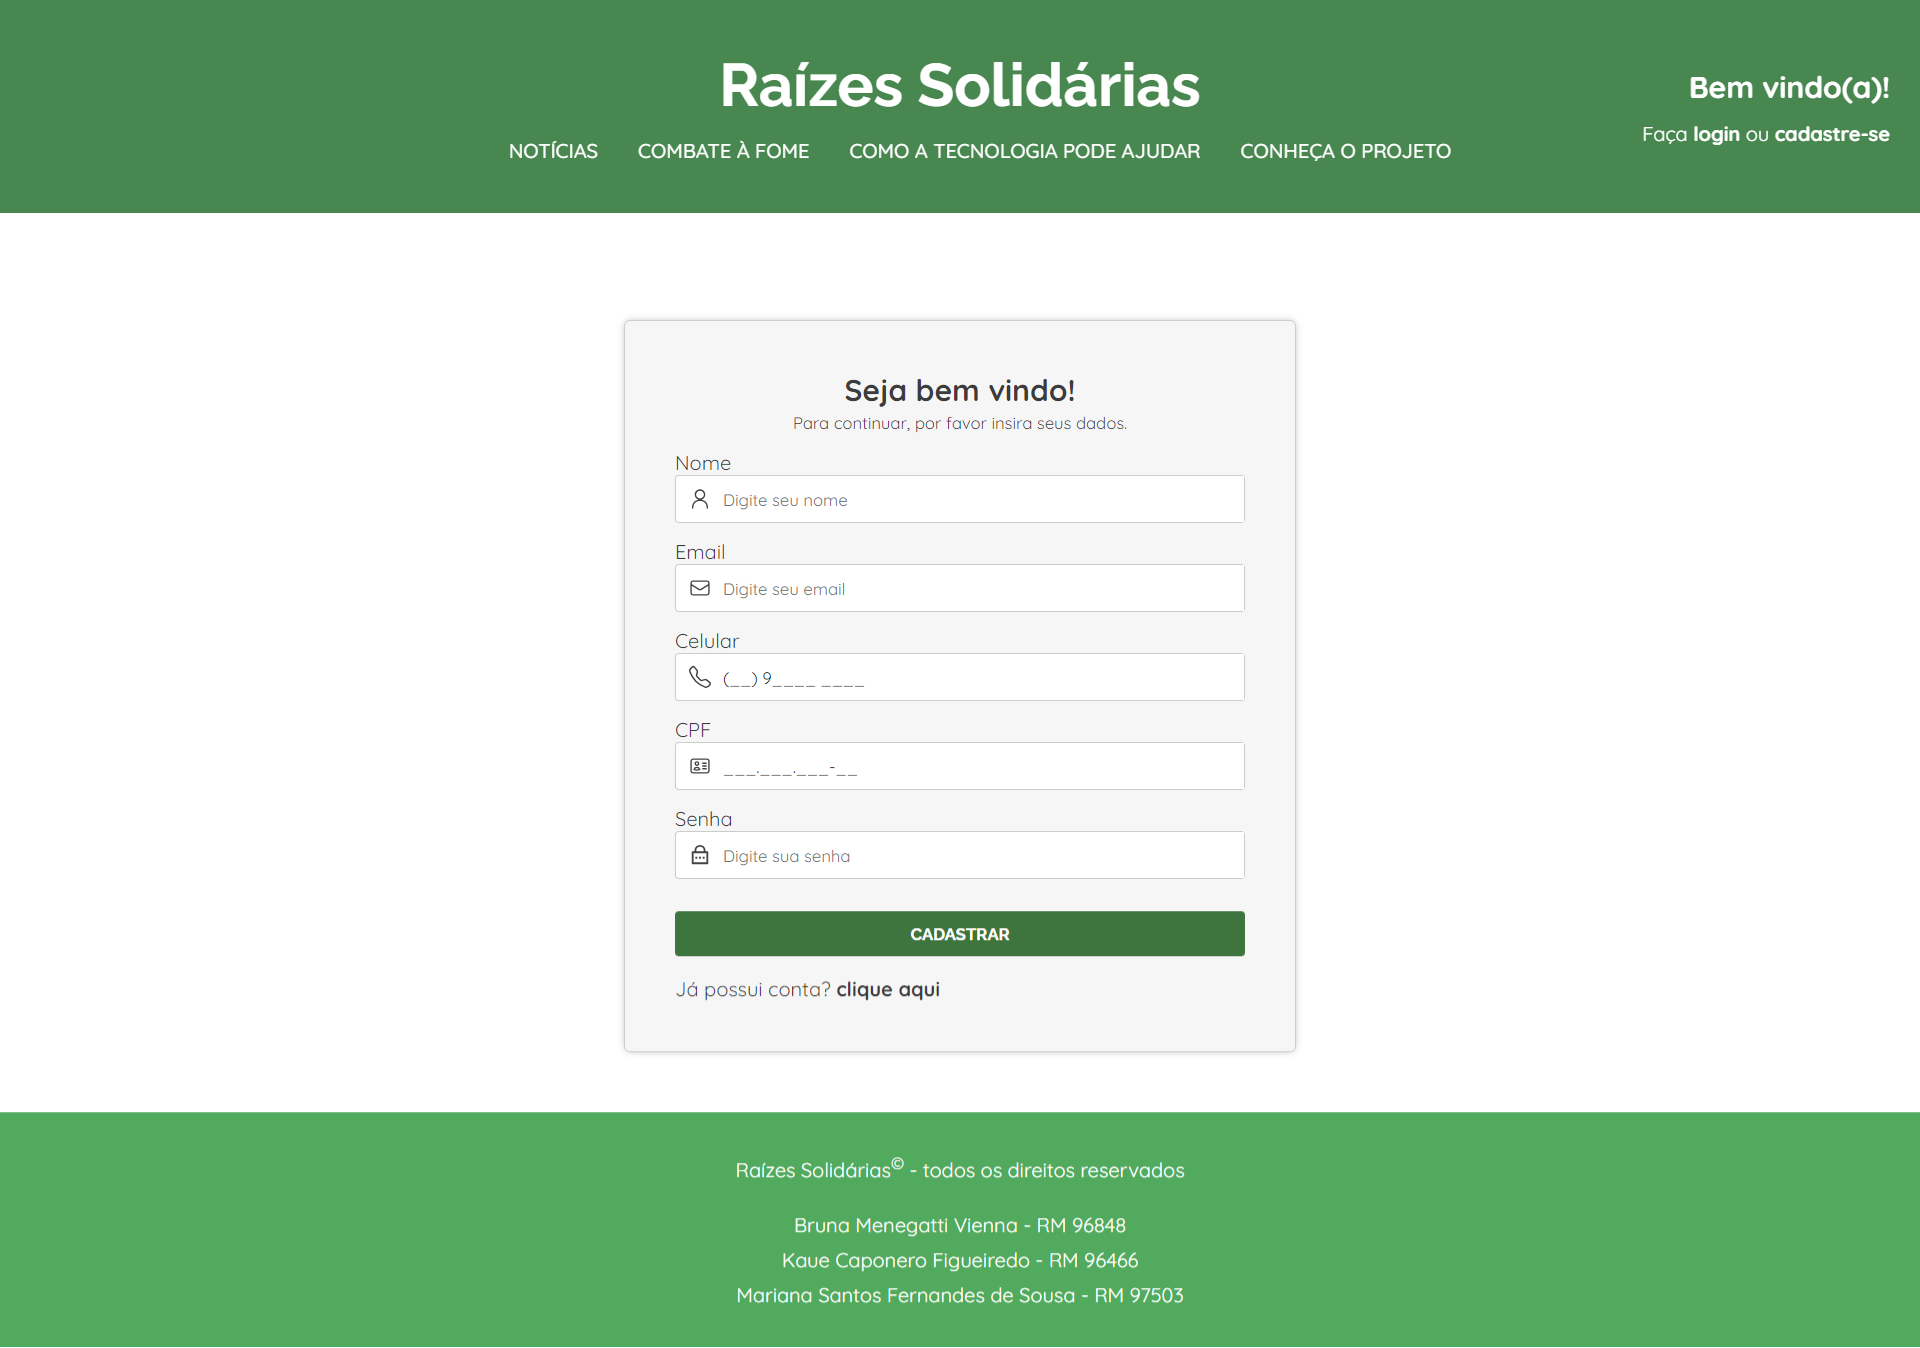 Raízes Solidárias
NOTÍCIAS COMBATE À FOME COMO A TECNOLOGIA PODE AJUDAR CONHEÇA O PROJETO
Bem vindo(a)!
Faça login ou cadastre-se
Seja bem vindo!
Para continuar, por favor insira seus dados.
Nome
Digite seu nome
Email
Digite seu email
Celular
(__) 9____ ____
CPF
___.___.___-__
Senha
Digite sua senha
CADASTRAR
Já possui conta? clique aqui
Raízes Solidárias© - todos os direitos reservados
Bruna Menegatti Vienna - RM 96848
Kaue Caponero Figueiredo - RM 96466
Mariana Santos Fernandes de Sousa - RM 97503